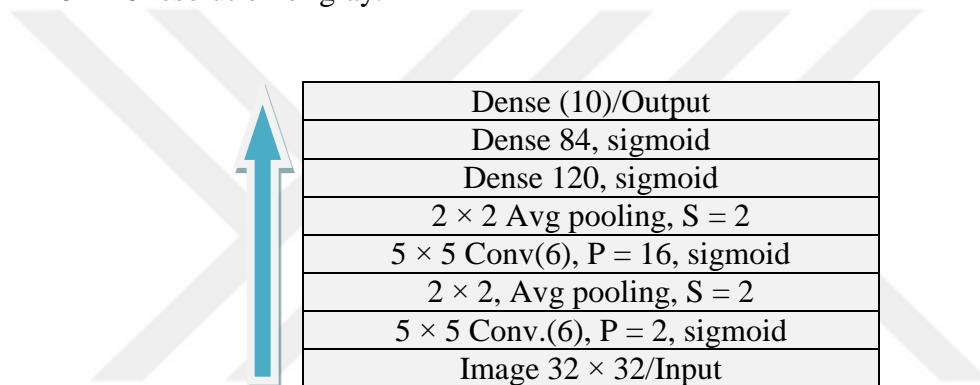 Dense (10)/Output
Dense 84, sigmoid
Dense 120, sigmoid
2 × 2 Avg pooling, S = 2
5 × 5 Conv(6), P = 16, sigmoid
2 × 2, Avg pooling, S = 2
5 × 5 Conv.(6), P = 2, sigmoid
Image 32 × 32/Input